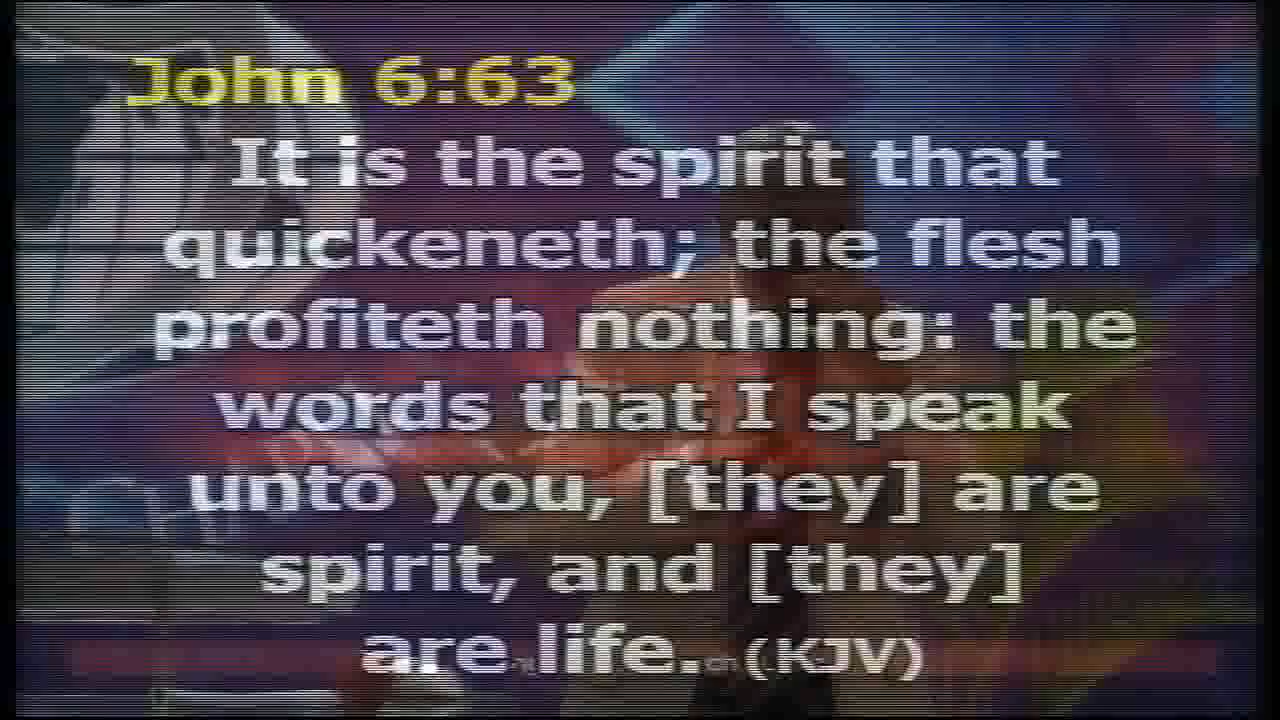 John 6:63
It is the spirit that
quickeneth; the flesh
profiteth nothing: the
words that I speak
unto you, [they] are
spirit, and [they]
are life. (KJV)